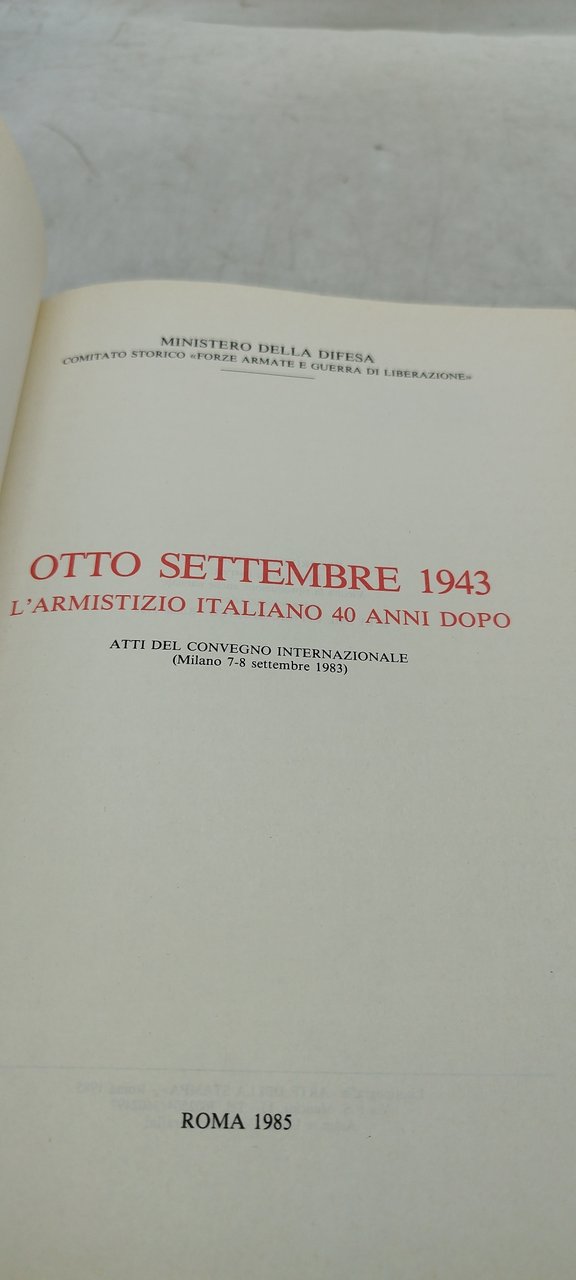 MINISTERO DELLA DIFESA
COMITATO STORICO «FORZE ARMATE E GUERRA DI LIBERAZIONE»
OTTO SETTEMBRE 1943
L'ARMISTIZIO ITALIANO 40 ANNI DOPO
ATTI DEL CONVEGNO INTERNAZIONALE
(Milano 7-8 settembre 1983)
ROMA 1985